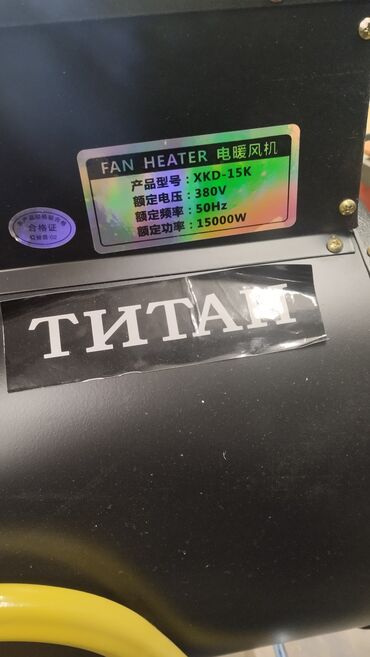 FAN HEATER 电暖风机
产品型号：XKD-15K
额定电压：380V
额定频率：50Hz
额定功率：15000W
合格证
ТИТАН